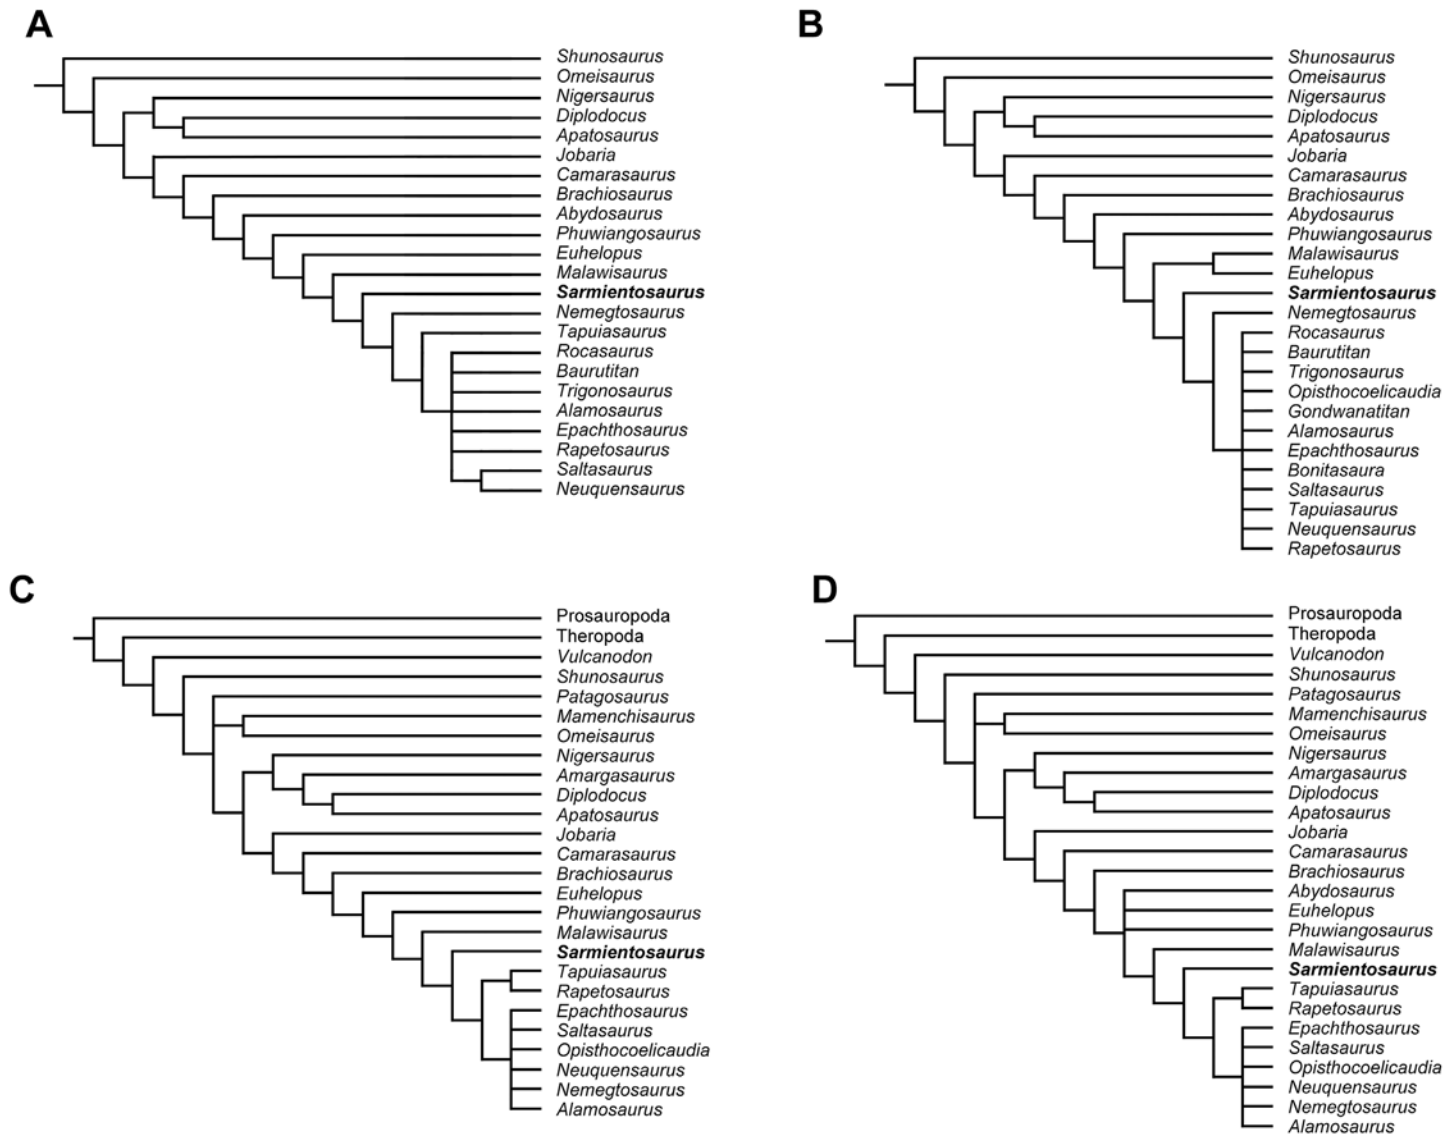 A
Shunosaurus
Omeisaurus
Nigersaurus
Diplodocus
Apatosaurus
Jobaria
Camarasaurus
Brachiosaurus
Abydosaurus
Phuwiangosaurus
Euhelopus
Malawisaurus
Sarmientosaurus
Nemegtosaurus
Tapuiasaurus
Rocasaurus
Baurutitan
Trigonosaurus
Alamosaurus
Epachthosaurus
Rapetosaurus
Saltasaurus
Neuquensaurus
B
Shunosaurus
Omeisaurus
Nigersaurus
Diplodocus
Apatosaurus
Jobaria
Camarasaurus
Brachiosaurus
Abydosaurus
Phuwiangosaurus
Malawisaurus
Euhelopus
Sarmientosaurus
Nemegtosaurus
Rocasaurus
Baurutitan
Trigonosaurus
Opisthocoelicaudia
Gondwanatitan
Alamosaurus
Epachthosaurus
Bonitasaura
Saltasaurus
Tapuiasaurus
Neuquensaurus
Rapetosaurus
C
Prosauropoda
Theropoda
Vulcanodon
Shunosaurus
Patagosaurus
Mamenchisaurus
Omeisaurus
Nigersaurus
Amargasaurus
Diplodocus
Apatosaurus
Jobaria
Camarasaurus
Brachiosaurus
Euhelopus
Phuwiangosaurus
Malawisaurus
Sarmientosaurus
Tapuiasaurus
Rapetosaurus
Epachthosaurus
Saltasaurus
Opisthocoelicaudia
Neuquensaurus
Nemegtosaurus
Alamosaurus
D
Prosauropoda
Theropoda
Vulcanodon
Shunosaurus
Patagosaurus
Mamenchisaurus
Omeisaurus
Nigersaurus
Amargasaurus
Diplodocus
Apatosaurus
Jobaria
Camarasaurus
Brachiosaurus
Abydosaurus
Euhelopus
Phuwiangosaurus
Malawisaurus
Sarmientosaurus
Tapuiasaurus
Rapetosaurus
Epachthosaurus
Saltasaurus
Opisthocoelicaudia
Neuquensaurus
Nemegtosaurus
Alamosaurus